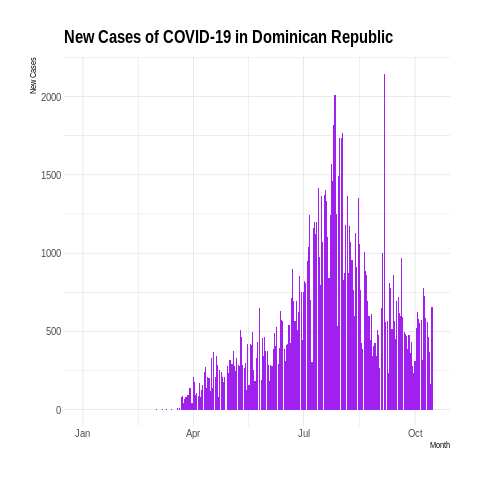 New Cases of COVID-19 in Dominican Republic
New Cases
2000
1500
1000
500
0
Jan Apr Jul Oct
Month